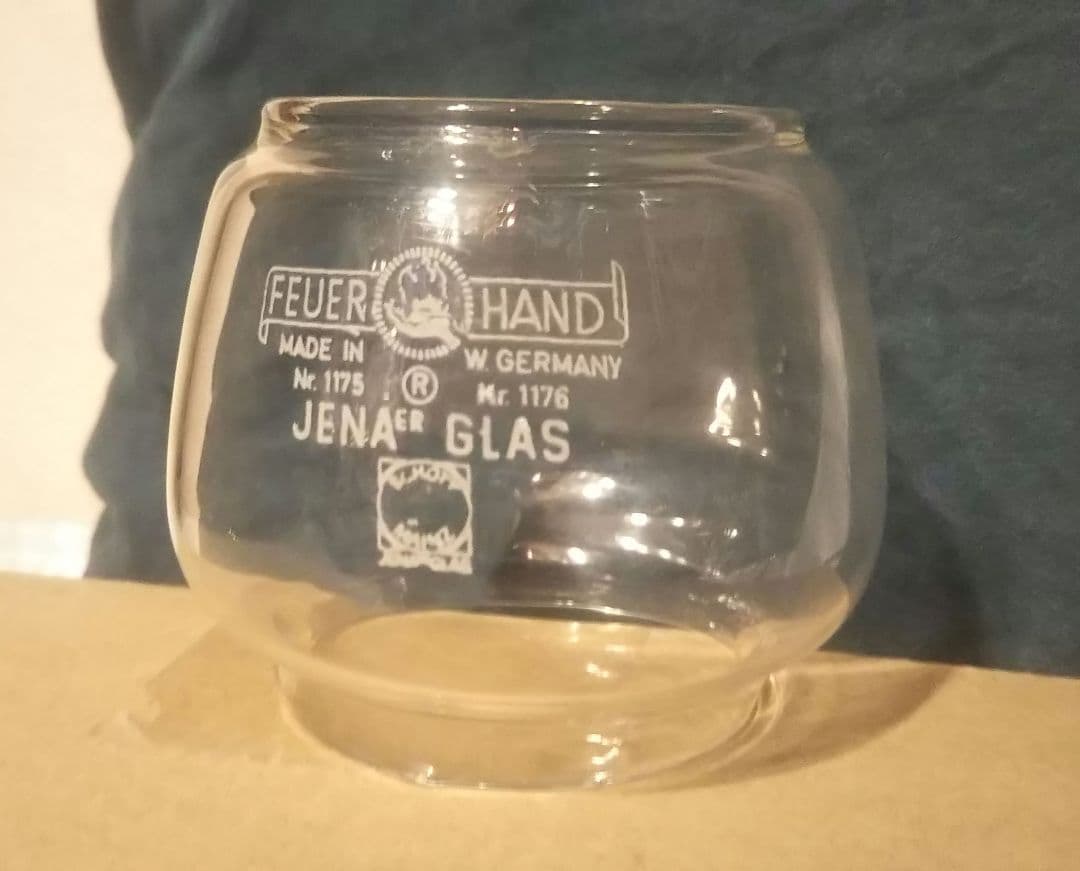 FEUER HAND
MADE IN W. GERMANY
Nr. 1175 ® Nr. 1176
JENAER GLAS